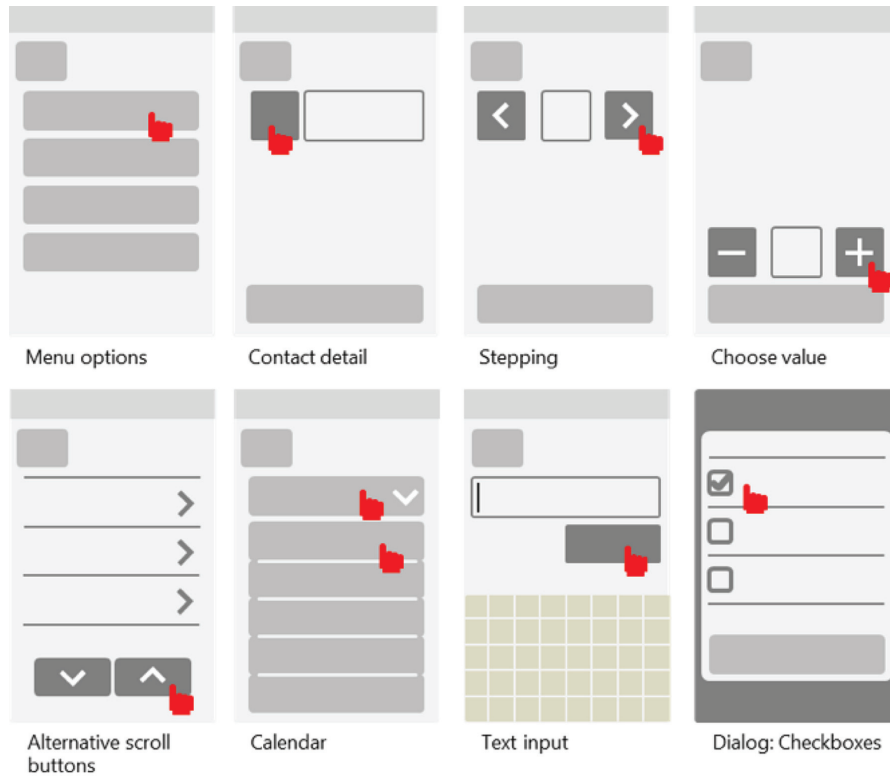 Menu options
Contact detail
Stepping
Choose value
Alternative scroll
buttons
Calendar
Text input
Dialog: Checkboxes